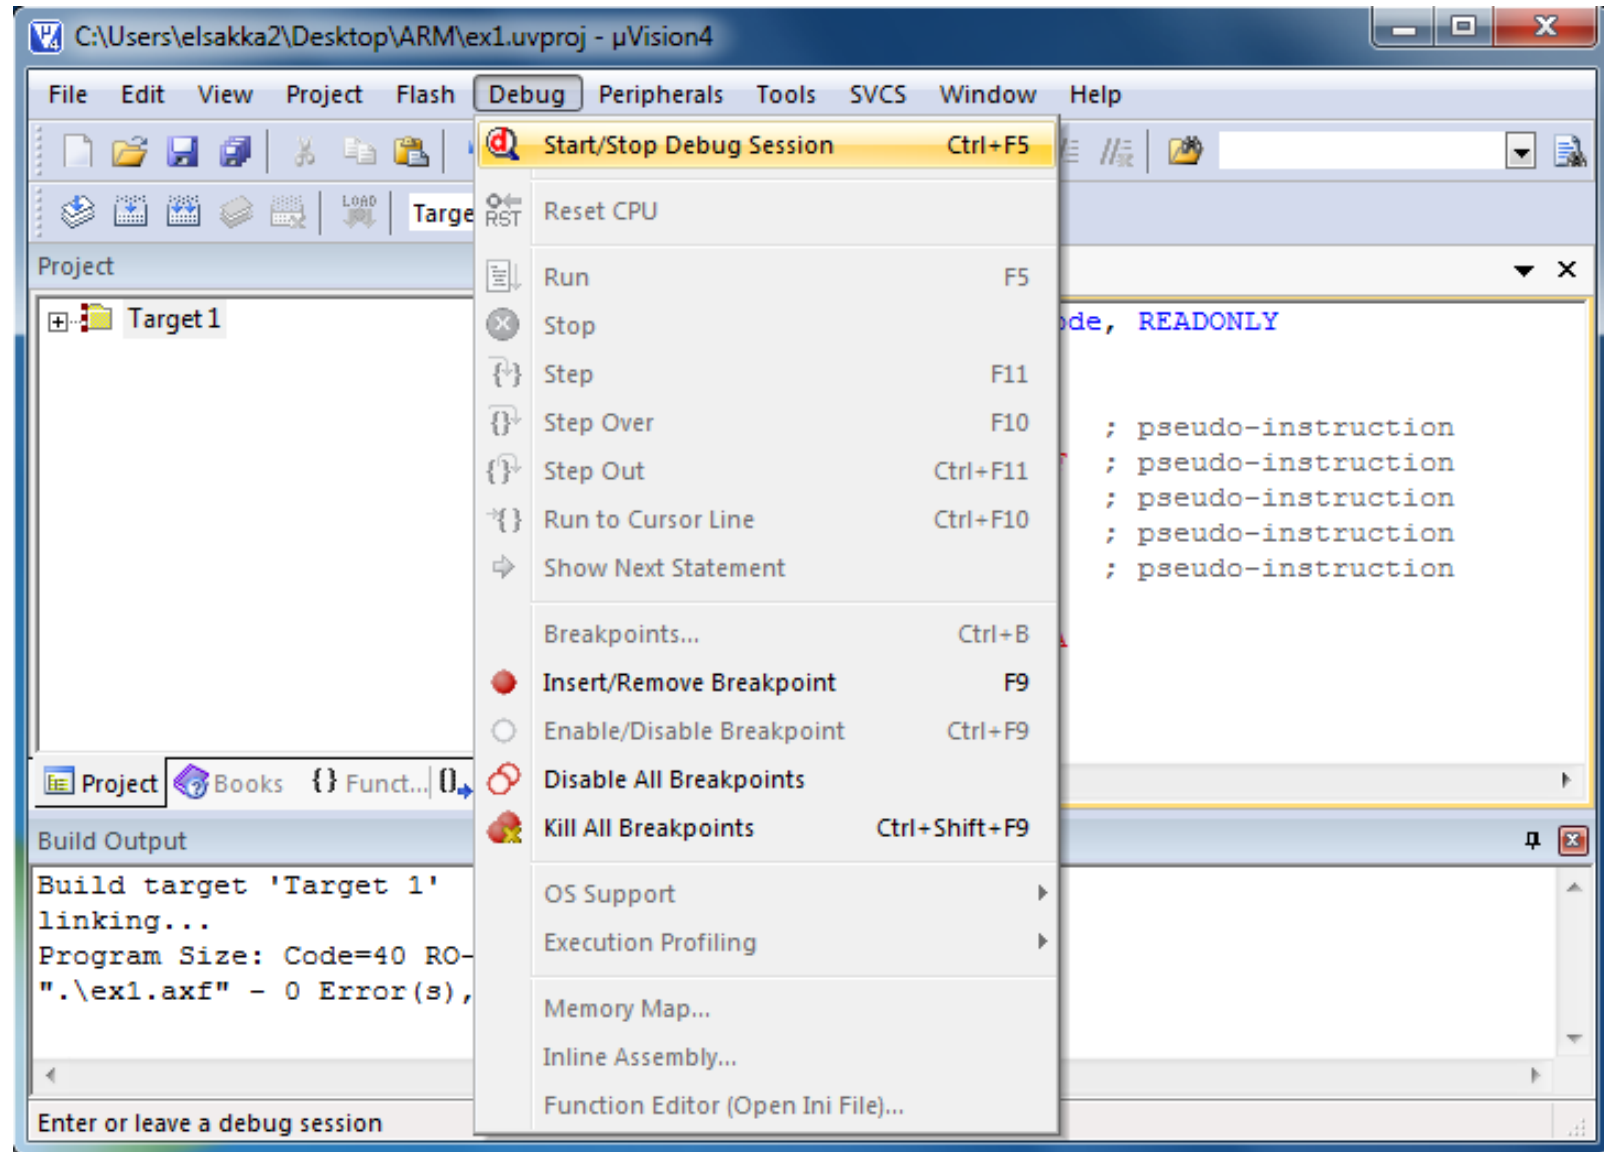 C:\Users\elsakka2\Desktop\ARM\ex1.uvproj - µVision4
File Edit View Project Flash Debug Peripherals Tools SVCS Window Help
Start/Stop Debug Session Ctrl+F5
LOAD
Targe
RST Reset CPU
Project
Run F5
Target 1
ode, READONLY
Stop
Step F11
Step Over F10
; pseudo-instruction
; pseudo-instruction
Step Out Ctrl+F11
; pseudo-instruction
Run to Cursor Line Ctrl+F10
; pseudo-instruction
Show Next Statement
; pseudo-instruction
Breakpoints... Ctrl+B
Insert/Remove Breakpoint F9
Enable/Disable Breakpoint Ctrl+F9
Project Books {} Funct...
Disable All Breakpoints
Kill All Breakpoints Ctrl+Shift+F9
Build Output
Build target 'Target 1'
linking...
Program Size: Code=40 RO-
".\ex1.axf" - 0 Error(s),
OS Support
Execution Profiling
Memory Map...
Inline Assembly...
Function Editor (Open Ini File)...
Enter or leave a debug session